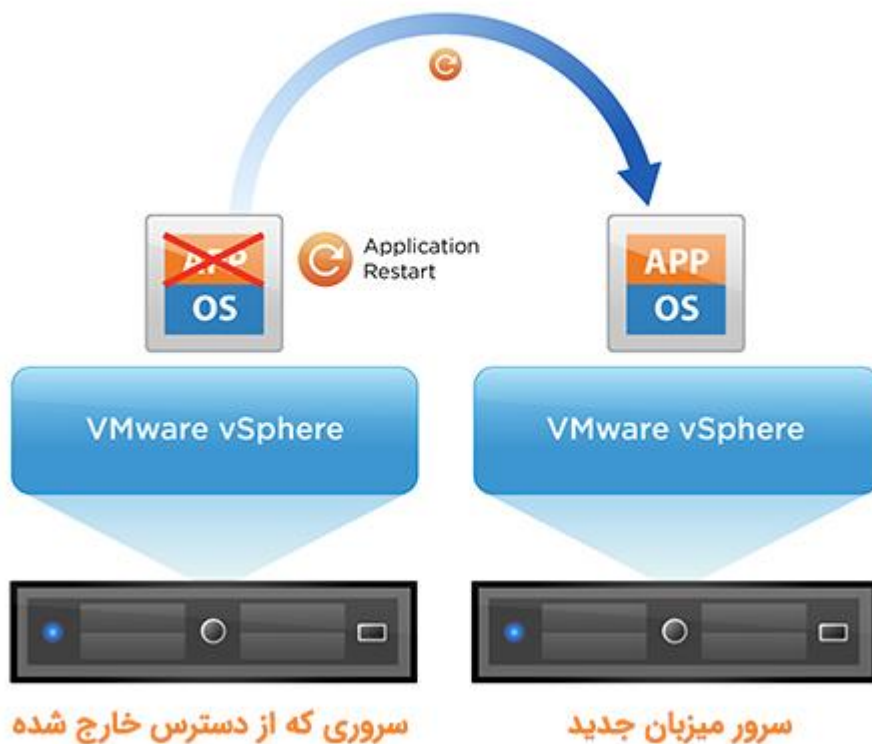 APP
OS
Application
Restart
APP
OS
VMware vSphere
VMware vSphere
سروری که از دسترس خارج شده
سرور میزبان جدید